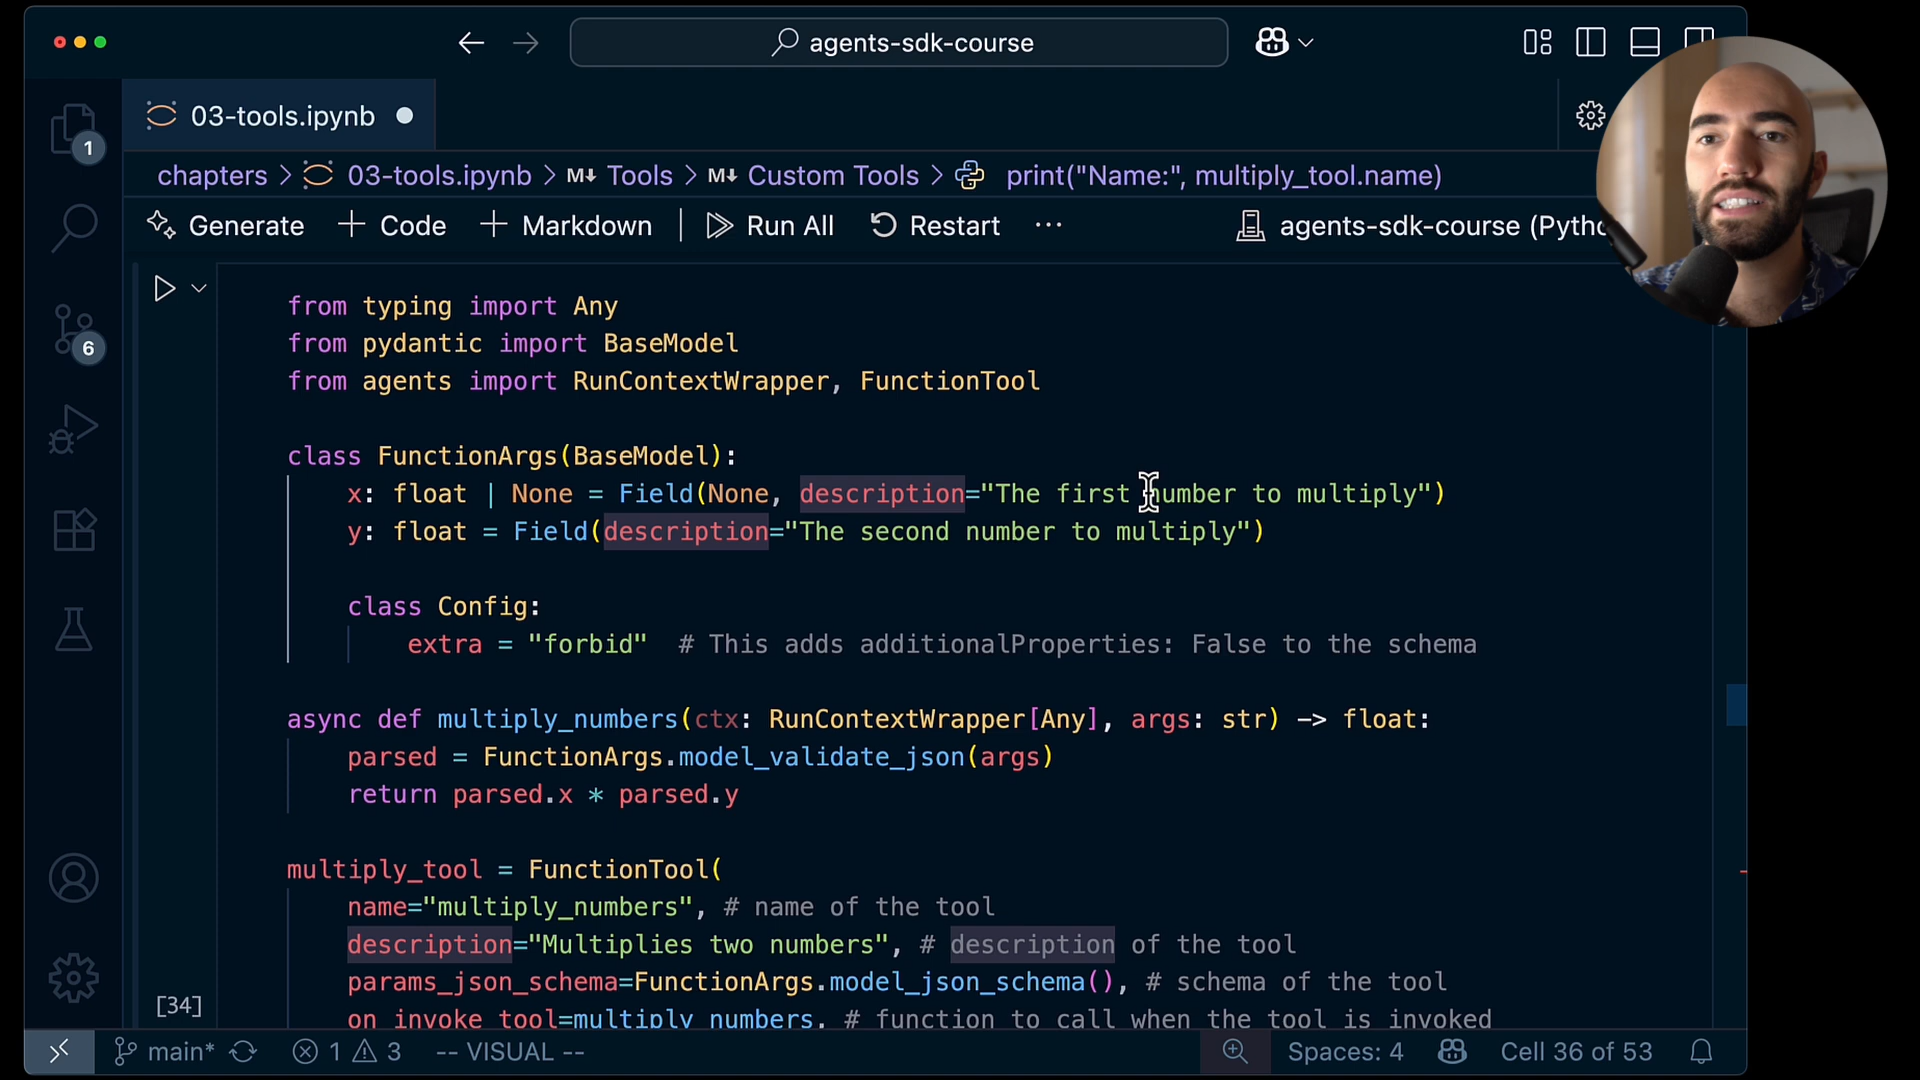 agents-sdk-course
03-tools.ipynb
1
chapters > 03-tools.ipynb > M↓ Tools > M↓ Custom Tools > print("Name:", multiply_tool.name)
Generate + Code + Markdown | Run All Restart ··· agents-sdk-course (Pytho
from typing import Any
from pydantic import BaseModel
from agents import RunContextWrapper, FunctionTool
6
class FunctionArgs(BaseModel):
    x: float | None = Field(None, description="The first number to multiply")
    y: float = Field(description="The second number to multiply")
    class Config:
        extra = "forbid"  # This adds additionalProperties: False to the schema
async def multiply_numbers(ctx: RunContextWrapper[Any], args: str) -> float:
    parsed = FunctionArgs.model_validate_json(args)
    return parsed.x * parsed.y
multiply_tool = FunctionTool(
    name="multiply_numbers", # name of the tool
    description="Multiplies two numbers", # description of the tool
    params_json_schema=FunctionArgs.model_json_schema(), # schema of the tool
[34]
    on_invoke_tool=multiply_numbers, # function to call when the tool is invoked
main* 1 3 -- VISUAL -- Spaces: 4 Cell 36 of 53